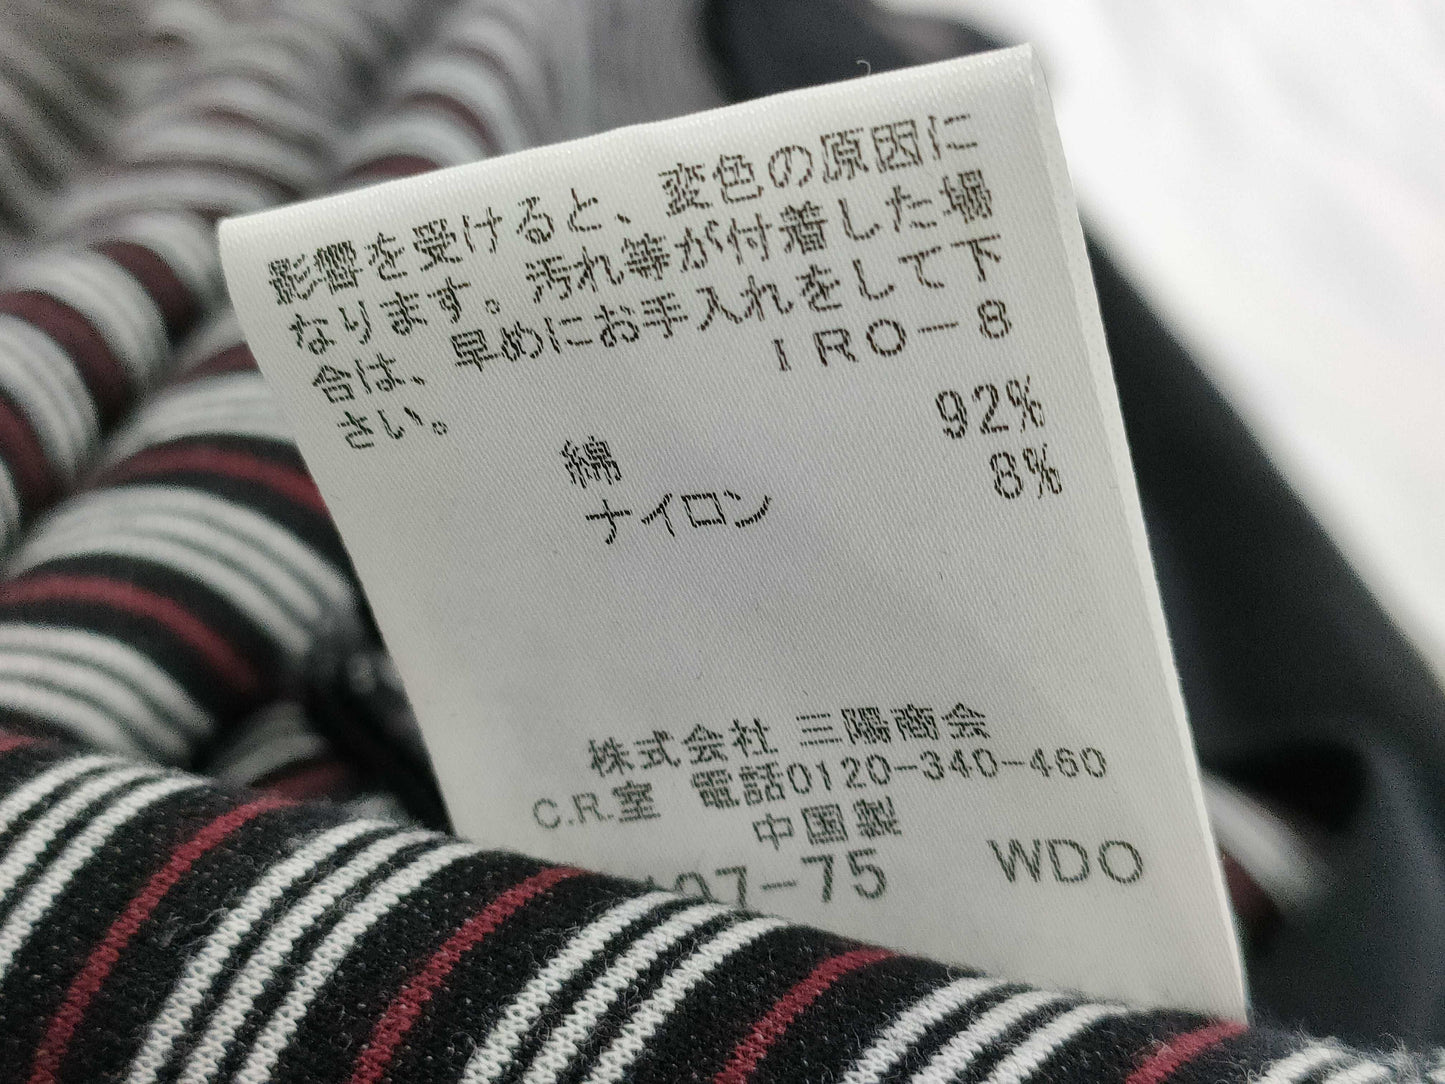 影響を受けると、変色の原因に
なります。汚れ等が付着した場
合は、早めにお手入れをして下
さい。 IRO-8
綿 92%
ナイロン 8%
株式会社 三陽商会
C.R.室 電話0120-340-460
中国製
107-75 WDO